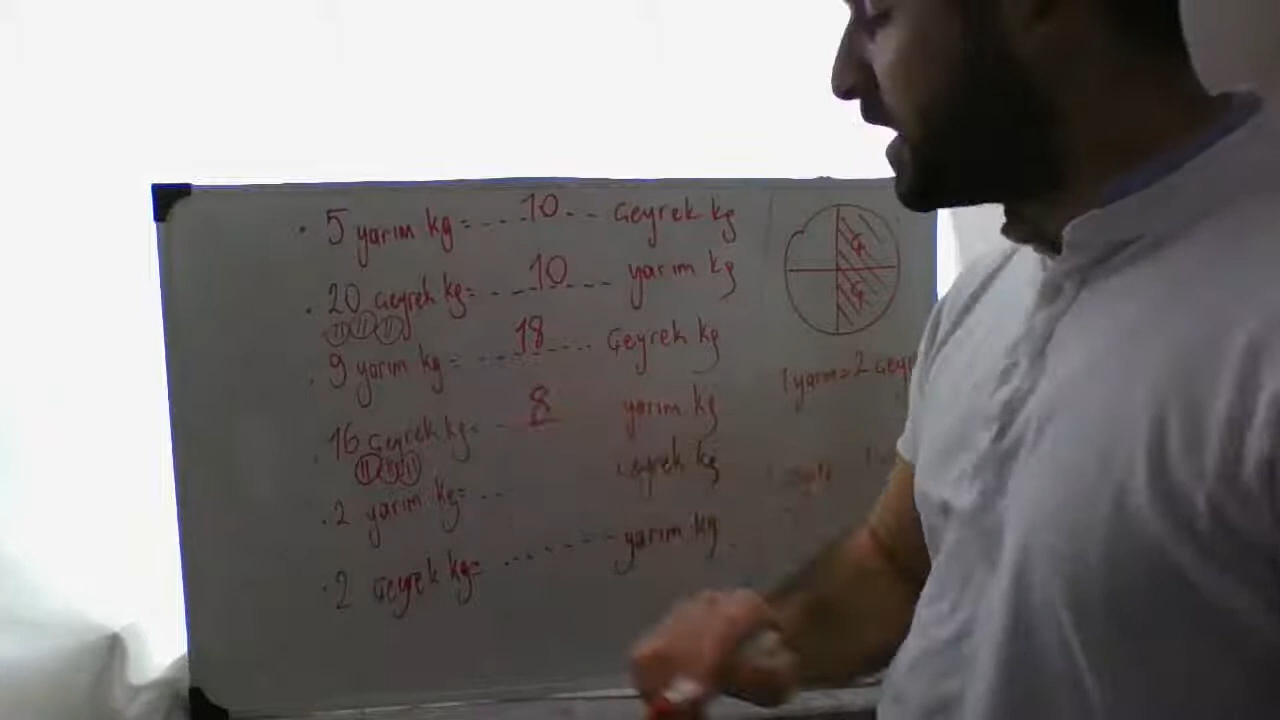 . 5 yarım kg= - .. 10 .. - Çeyrek kg
. 20 Çeyrek kg= - - 10 . - - - yarım kg
. 9 yarım kg= ..... 18 .... Çeyrek kg
. 16 Çeyrek kg= - 8 yarım kg
. 2 yarım kg= .. Çeyrek kg
. 2 Çeyrek kg= . . - - - - - yarım kg
Ç
Ç
1 yarım=2 Çeyr